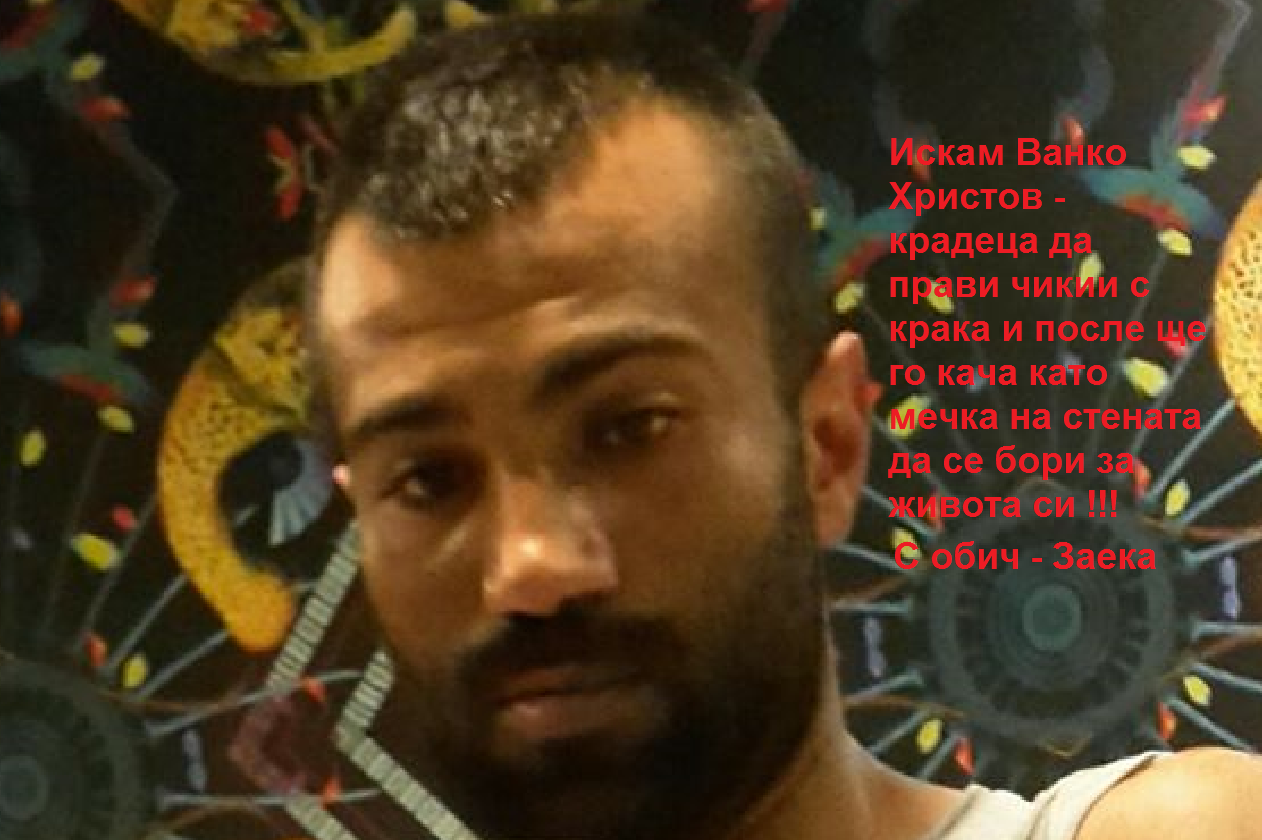 Искам Ванко
Христов -
крадеца да
прави чикии с
крака и после ще
го кача като
мечка на стената
да се бори за
живота си !!!
С обич - Заека